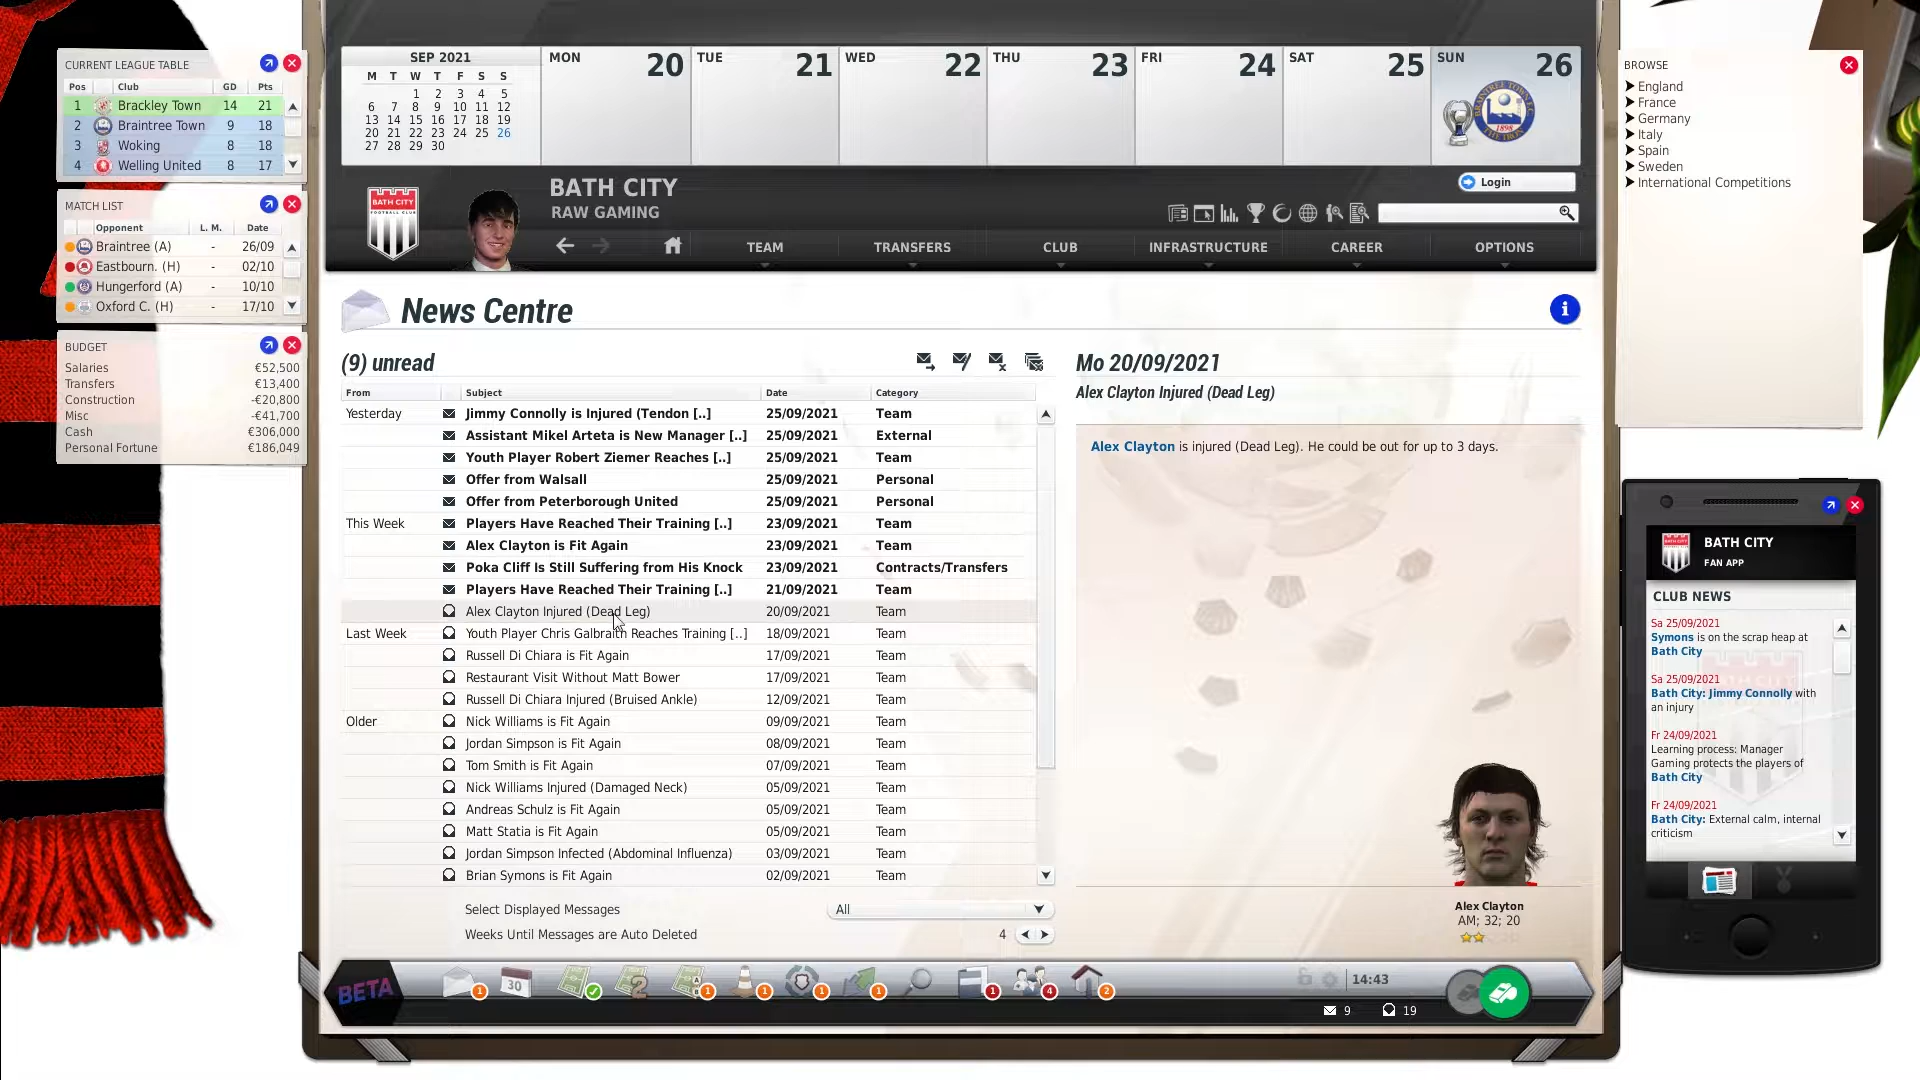 CURRENT LEAGUE TABLE
Pos Club GD Pts
1 Brackley Town 14 21
2 Braintree Town 9 18
3 Woking 8 18
4 Welling United 8 17
MATCH LIST
Opponent L. M. Date
Braintree (A) - 26/09
Eastbourn. (H) - 02/10
Hungerford (A) - 10/10
Oxford C. (H) - 17/10
BUDGET
Salaries €52,500
Transfers €13,400
Construction -€20,800
Misc -€41,700
Cash €306,000
Personal Fortune €186,049
SEP 2021
M T W T F S S
1 2 3 4 5
6 7 8 9 10 11 12
13 14 15 16 17 18 19
20 21 22 23 24 25 26
27 28 29 30
MON 20
TUE 21
WED 22
THU 23
FRI 24
SAT 25
SUN 26
BRAINTREE TOWN F.C.
1898
THE IRON
BATH CITY
FOOTBALL CLUB
BATH CITY
RAW GAMING
Login
TEAM TRANSFERS CLUB INFRASTRUCTURE CAREER OPTIONS
News Centre
i
(9) unread
From Subject Date Category
Yesterday Jimmy Connolly is Injured (Tendon [..] 25/09/2021 Team
Assistant Mikel Arteta is New Manager [..] 25/09/2021 External
Youth Player Robert Ziemer Reaches [..] 25/09/2021 Team
Offer from Walsall 25/09/2021 Personal
Offer from Peterborough United 25/09/2021 Personal
This Week Players Have Reached Their Training [..] 23/09/2021 Team
Alex Clayton is Fit Again 23/09/2021 Team
Poka Cliff Is Still Suffering from His Knock 23/09/2021 Contracts/Transfers
Players Have Reached Their Training [..] 21/09/2021 Team
Alex Clayton Injured (Dead Leg) 20/09/2021 Team
Last Week Youth Player Chris Galbraith Reaches Training [..] 18/09/2021 Team
Russell Di Chiara is Fit Again 17/09/2021 Team
Restaurant Visit Without Matt Bower 17/09/2021 Team
Russell Di Chiara Injured (Bruised Ankle) 12/09/2021 Team
Older Nick Williams is Fit Again 09/09/2021 Team
Jordan Simpson is Fit Again 08/09/2021 Team
Tom Smith is Fit Again 07/09/2021 Team
Nick Williams Injured (Damaged Neck) 05/09/2021 Team
Andreas Schulz is Fit Again 05/09/2021 Team
Matt Statia is Fit Again 05/09/2021 Team
Jordan Simpson Infected (Abdominal Influenza) 03/09/2021 Team
Brian Symons is Fit Again 02/09/2021 Team
Select Displayed Messages All
Weeks Until Messages are Auto Deleted 4
Mo 20/09/2021
Alex Clayton Injured (Dead Leg)
Alex Clayton is injured (Dead Leg). He could be out for up to 3 days.
Alex Clayton
AM; 32; 20
BROWSE
England
France
Germany
Italy
Spain
Sweden
International Competitions
BATH CITY
BATH CITY
FAN APP
CLUB NEWS
Sa 25/09/2021
Symons is on the scrap heap at
Bath City
Sa 25/09/2021
Bath City: Jimmy Connolly with
an injury
Fr 24/09/2021
Learning process: Manager
Gaming protects the players of
Bath City
Fr 24/09/2021
Bath City: External calm, internal
criticism
BETA
1 30 2 1 1 1 1 1 4 2
14:43
9 19